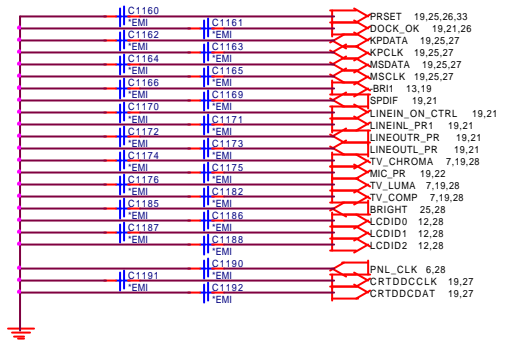 C1160
*EMI
PRSET 19,25,26,33
C1161
*EMI
DOCK_OK 19,21,26
C1162
*EMI
KPDATA 19,25,27
C1163
*EMI
KPCLK 19,25,27
C1164
*EMI
MSDATA 19,25,27
C1165
*EMI
MSCLK 19,25,27
C1166
*EMI
-BRI1 13,19
C1169
*EMI
SPDIF 19,21
C1170
*EMI
LINEIN_ON_CTRL 19,21
C1171
*EMI
LINEINL_PR1 19,21
C1172
*EMI
LINEOUTR_PR 19,21
C1173
*EMI
LINEOUTL_PR 19,21
C1174
*EMI
TV_CHROMA 7,19,28
C1175
*EMI
MIC_PR 19,22
C1176
*EMI
TV_LUMA 7,19,28
C1182
*EMI
TV_COMP 7,19,28
C1185
*EMI
BRIGHT 25,28
C1186
*EMI
LCDID0 12,28
C1187
*EMI
LCDID1 12,28
C1188
*EMI
LCDID2 12,28
C1190
*EMI
PNL_CLK 6,28
C1191
*EMI
CRTDDCCLK 19,27
C1192
*EMI
CRTDDCDAT 19,27